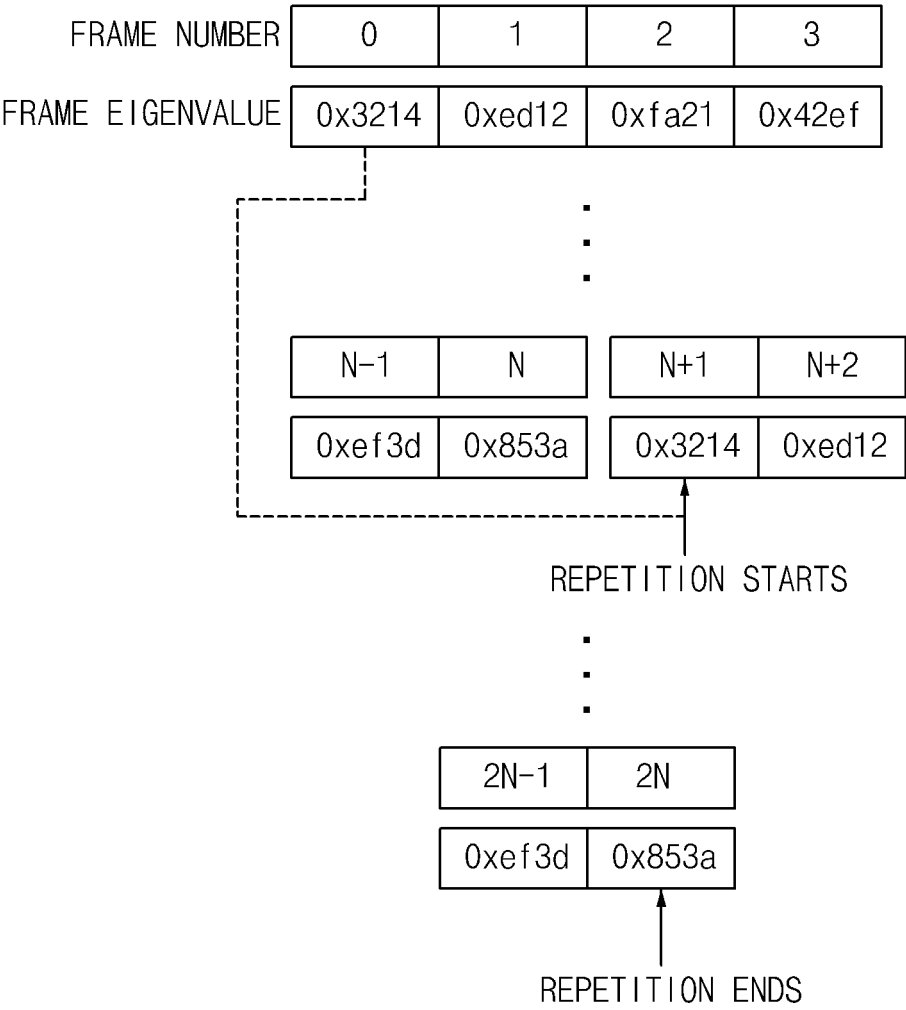 FRAME NUMBER 0 1 2 3
FRAME EIGENVALUE 0x3214 0xed12 0xfa21 0x42ef
N-1 N N+1 N+2
0xef3d 0x853a 0x3214 0xed12
REPETITION STARTS
2N-1 2N
0xef3d 0x853a
REPETITION ENDS